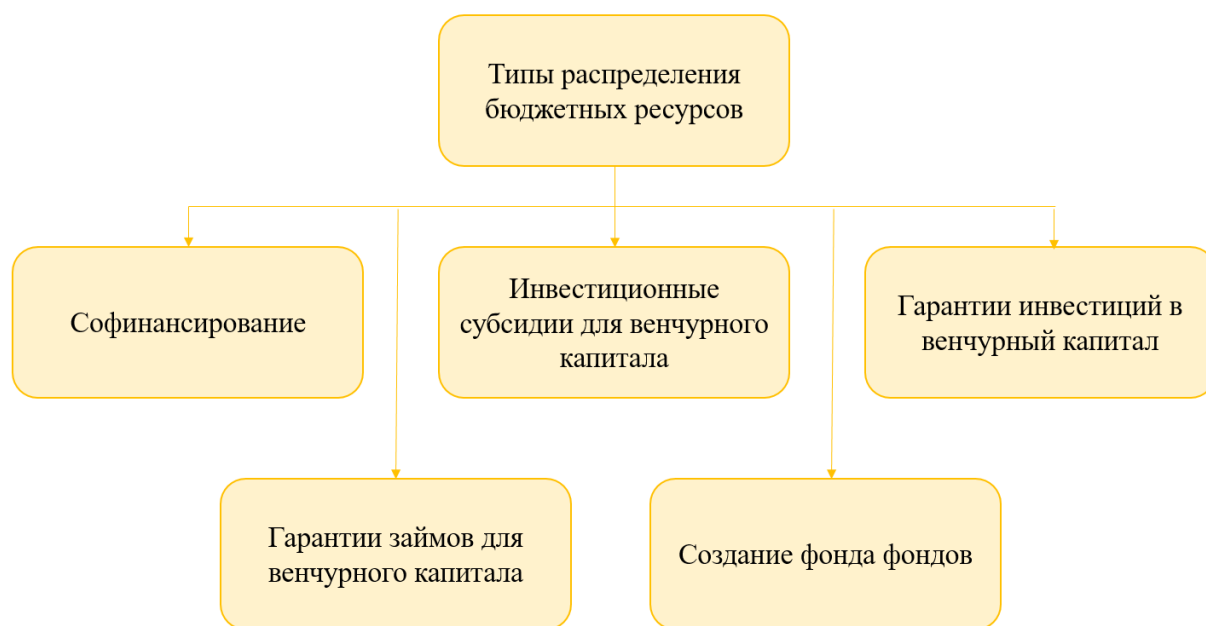 Типы распределения
бюджетных ресурсов
Софинансирование
Инвестиционные
субсидии для венчурного
капитала
Гарантии инвестиций в
венчурный капитал
Гарантии займов для
венчурного капитала
Создание фонда фондов